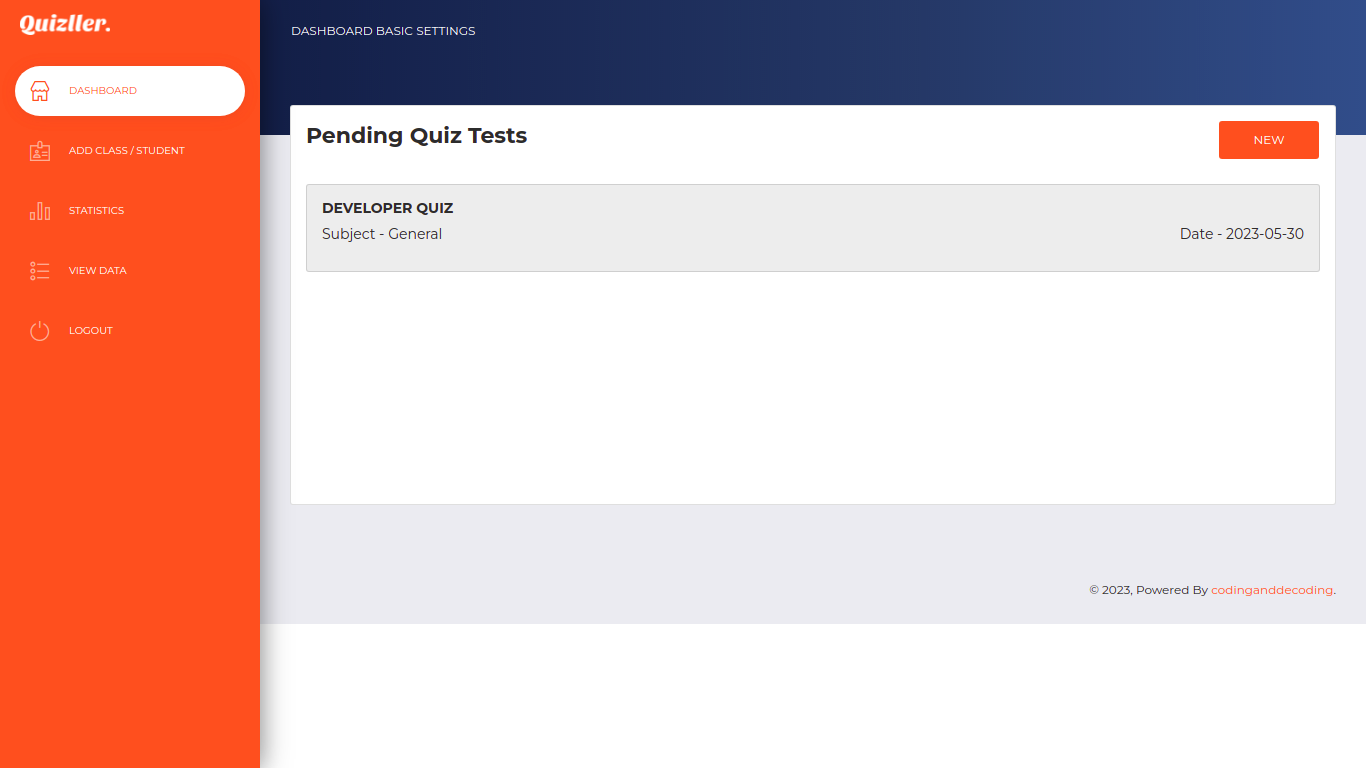 Quizller.
DASHBOARD
ADD CLASS / STUDENT
STATISTICS
VIEW DATA
LOGOUT
DASHBOARD BASIC SETTINGS
Pending Quiz Tests
NEW
DEVELOPER QUIZ
Subject - General
Date - 2023-05-30
© 2023, Powered By codinganddecoding.